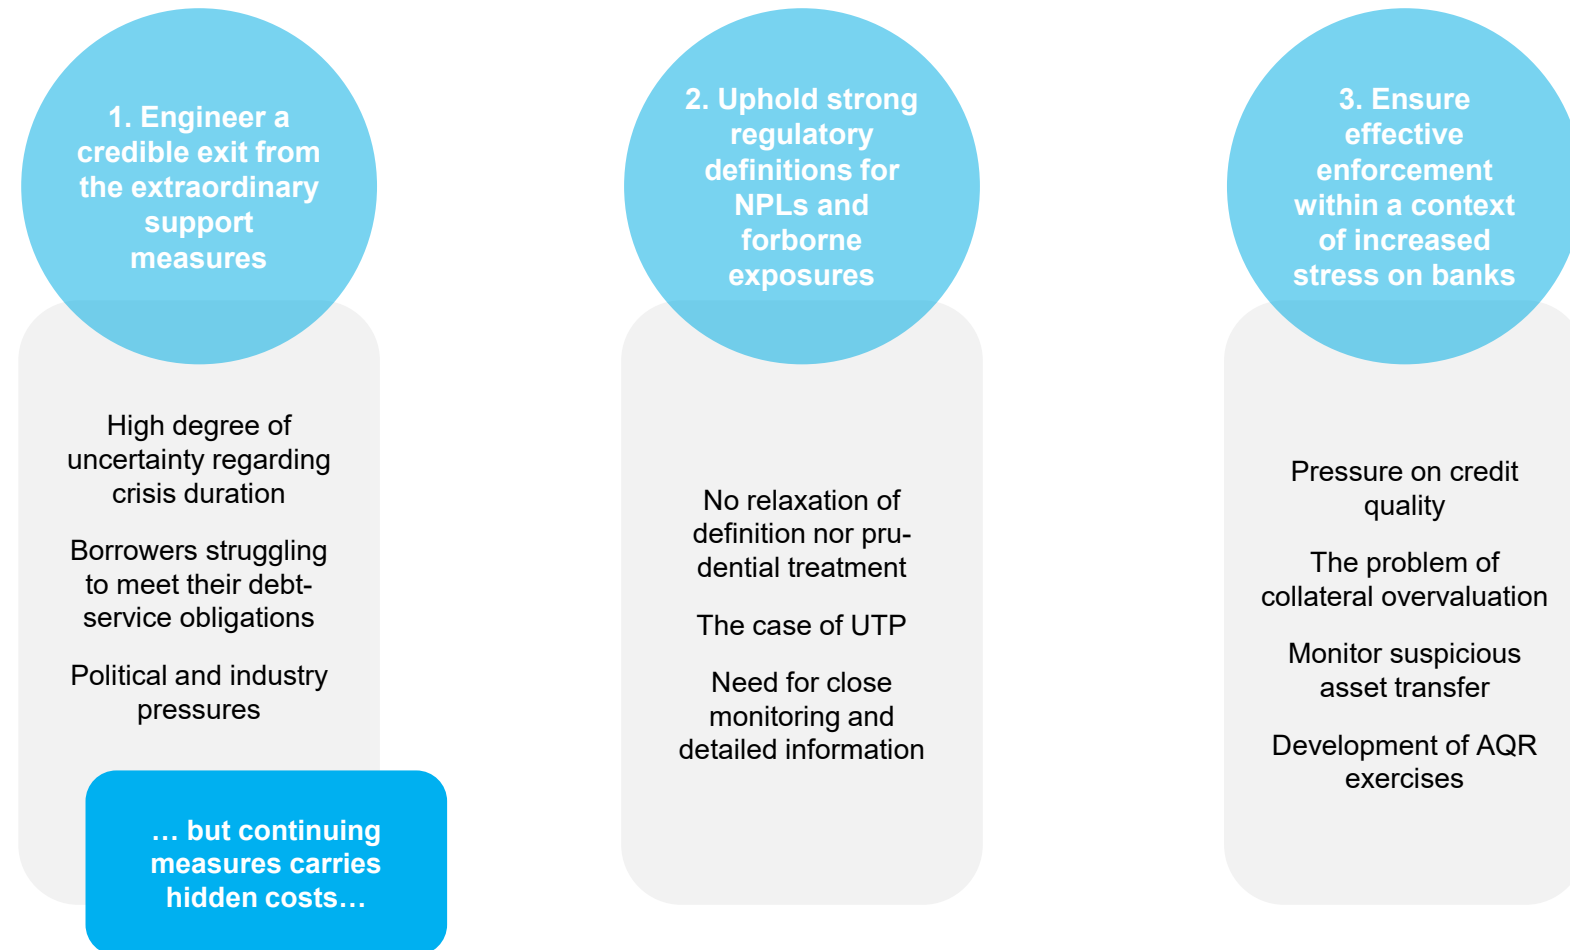 1. Engineer a
credible exit from
the extraordinary
support
measures
High degree of
uncertainty regarding
crisis duration
Borrowers struggling
to meet their debt-
service obligations
Political and industry
pressures
… but continuing
measures carries
hidden costs…
2. Uphold strong
regulatory
definitions for
NPLs and
forborne
exposures
No relaxation of
definition nor pru-
dential treatment
The case of UTP
Need for close
monitoring and
detailed information
3. Ensure
effective
enforcement
within a context
of increased
stress on banks
Pressure on credit
quality
The problem of
collateral overvaluation
Monitor suspicious
asset transfer
Development of AQR
exercises